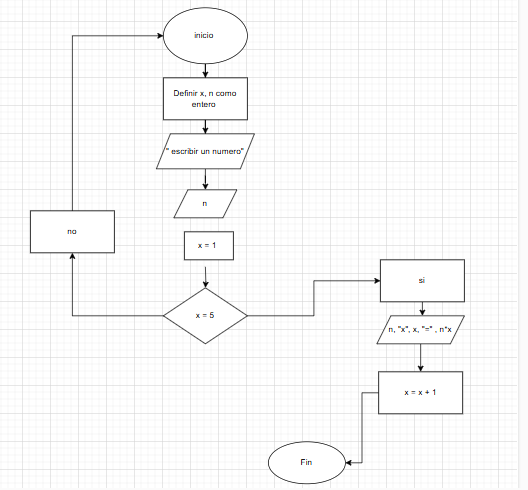 inicio
Definir x, n como
entero
" escribir un numero"
n
no
x = 1
si
x = 5
n, "x", x, "=" , n*x
x = x + 1
Fin